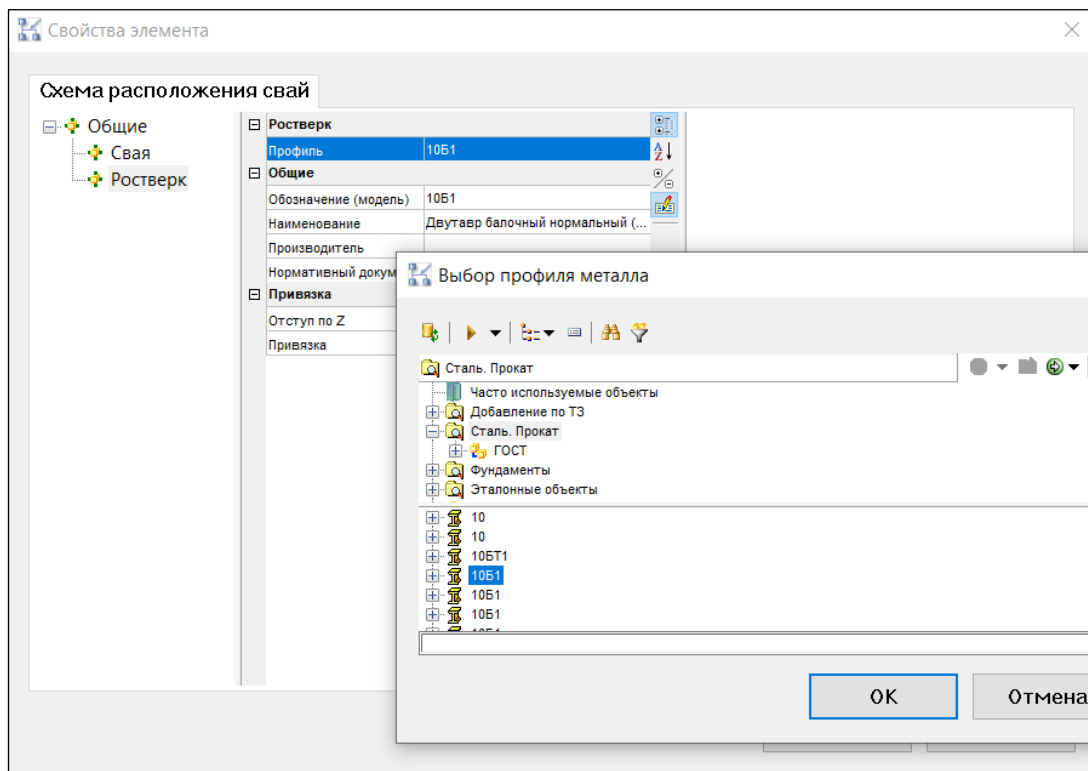 Свойства элемента
Схема расположения свай
Общие
Свая
Ростверк
Ростверк
Профиль 10Б1
Общие
Обозначение (модель) 10Б1
Наименование Двутавр балочный нормальный (...
Производитель
Нормативный докум
Привязка
Отступ по Z
Привязка
Выбор профиля металла
Сталь. Прокат
Часто используемые объекты
Добавление по ТЗ
Сталь. Прокат
ГОСТ
Фундаменты
Эталонные объекты
10
10
10БТ1
10Б1
10Б1
10Б1
OK Отмена